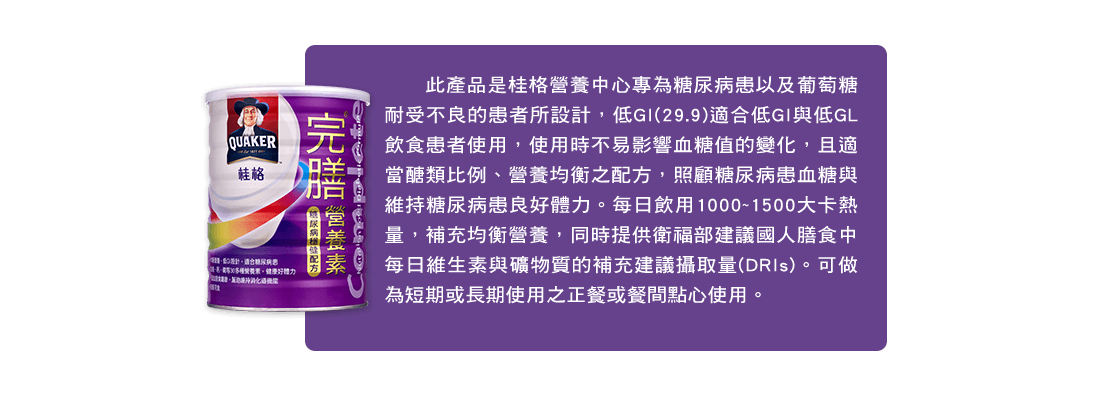 QUAKER
桂格
完膳
營養素
糖尿病穩健配方
Complete
此產品是桂格營養中心專為糖尿病患以及葡萄糖
耐受不良的患者所設計，低GI(29.9)適合低GI與低GL
飲食患者使用，使用時不易影響血糖值的變化，且適
當醣類比例、營養均衡之配方，照顧糖尿病患血糖與
維持糖尿病患良好體力。每日飲用1000~1500大卡熱
量，補充均衡營養，同時提供衛福部建議國人膳食中
每日維生素與礦物質的補充建議攝取量(DRIs)。可做
為短期或長期使用之正餐或餐間點心使用。